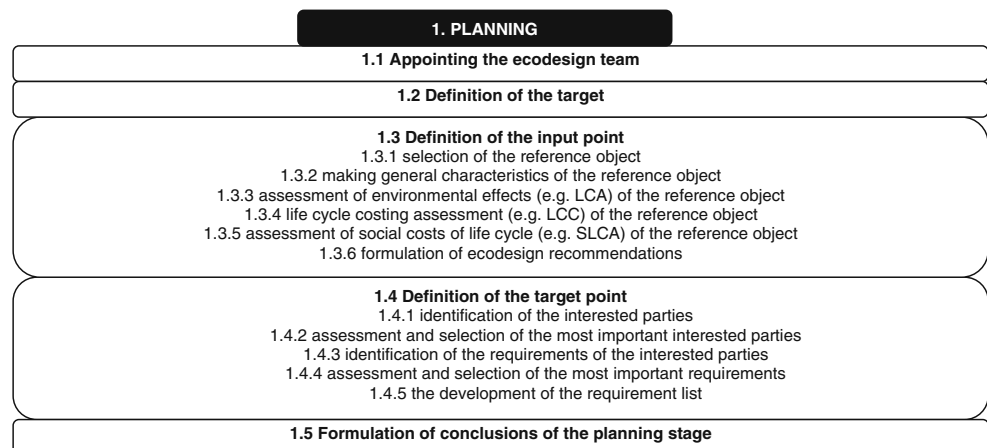 1. PLANNING
1.1 Appointing the ecodesign team
1.2 Definition of the target
1.3 Definition of the input point
1.3.1 selection of the reference object
1.3.2 making general characteristics of the reference object
1.3.3 assessment of environmental effects (e.g. LCA) of the reference object
1.3.4 life cycle costing assessment (e.g. LCC) of the reference object
1.3.5 assessment of social costs of life cycle (e.g. SLCA) of the reference object
1.3.6 formulation of ecodesign recommendations
1.4 Definition of the target point
1.4.1 identification of the interested parties
1.4.2 assessment and selection of the most important interested parties
1.4.3 identification of the requirements of the interested parties
1.4.4 assessment and selection of the most important requirements
1.4.5 the development of the requirement list
1.5 Formulation of conclusions of the planning stage